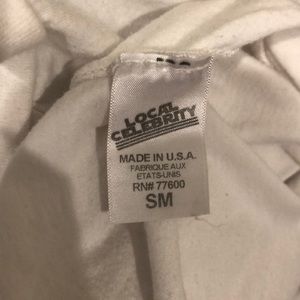 LOCAL
CELEBRITY
MADE IN U.S.A.
FABRIQUE AUX
ETATS-UNIS
RN# 77600
SM